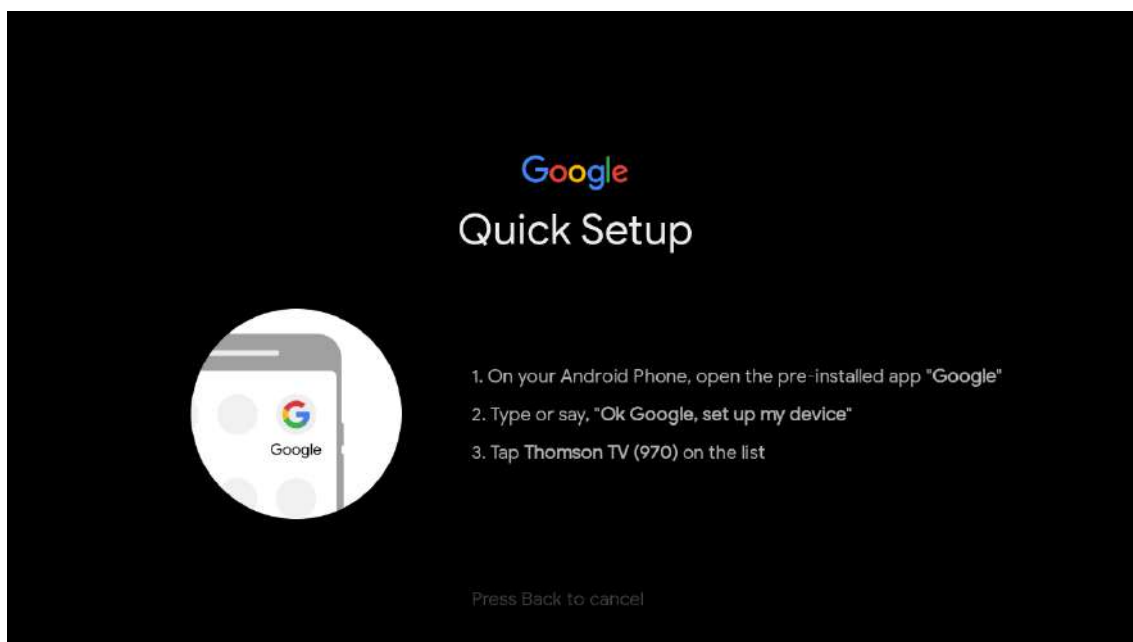 Google
Quick Setup
1. On your Android Phone, open the pre-installed app "Google"
2. Type or say, "Ok Google, set up my device"
3. Tap Thomson TV (970) on the list
G
Google
Press Back to cancel